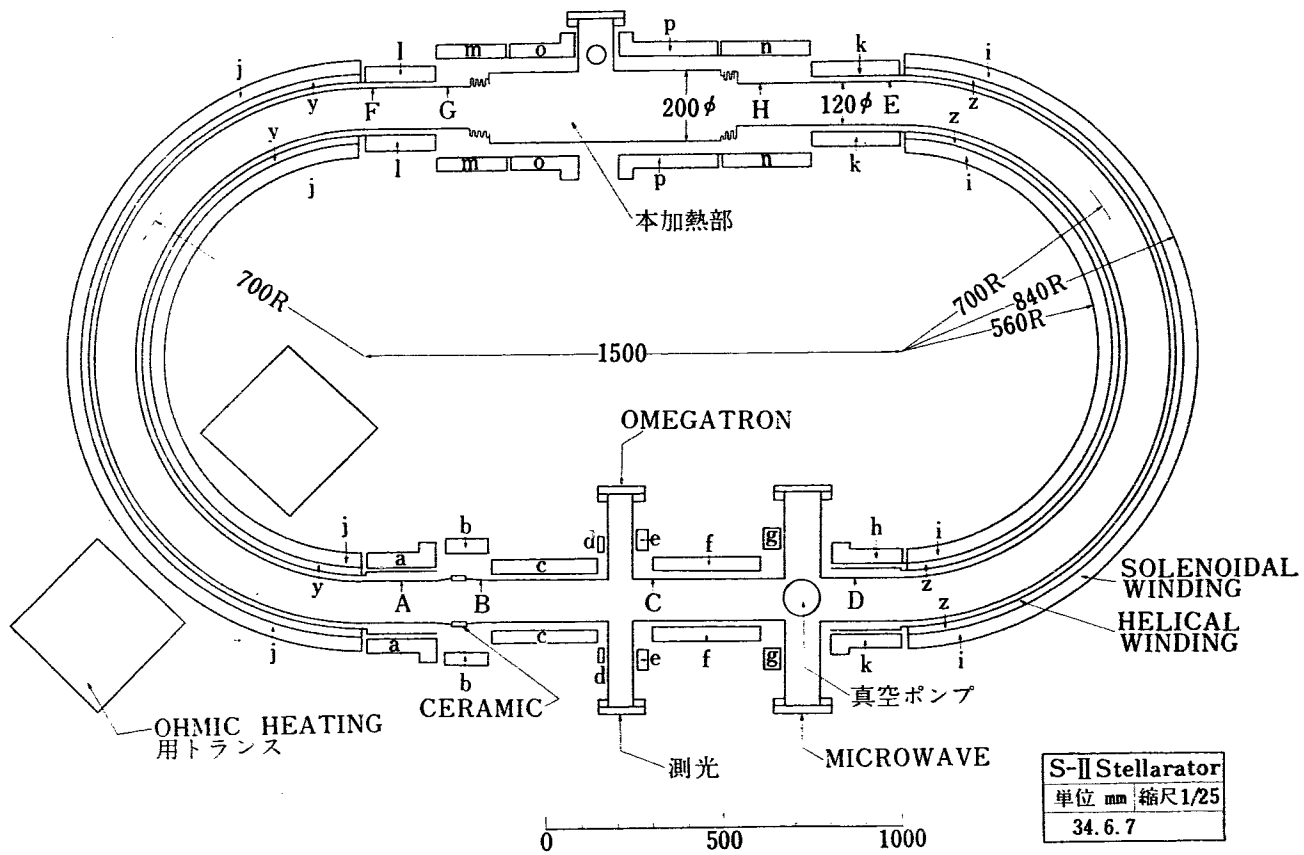 p
l m o n k i
j
y F G 200φ H 120φ E z
y z
l m o p n k i
j
本加熱部
700R 700R
840R
560R
1500
OMEGATRON
j a b c d e f g h i
y A B C D z
z
SOLENOIDAL
WINDING
HELICAL
WINDING
j a b c d e f g k i
CERAMIC
真空ポンプ
OHMIC HEATING
用トランス
測光
MICROWAVE
S-Ⅱ Stellarator
単位 mm 縮尺1/25
34.6.7
0 500 1000